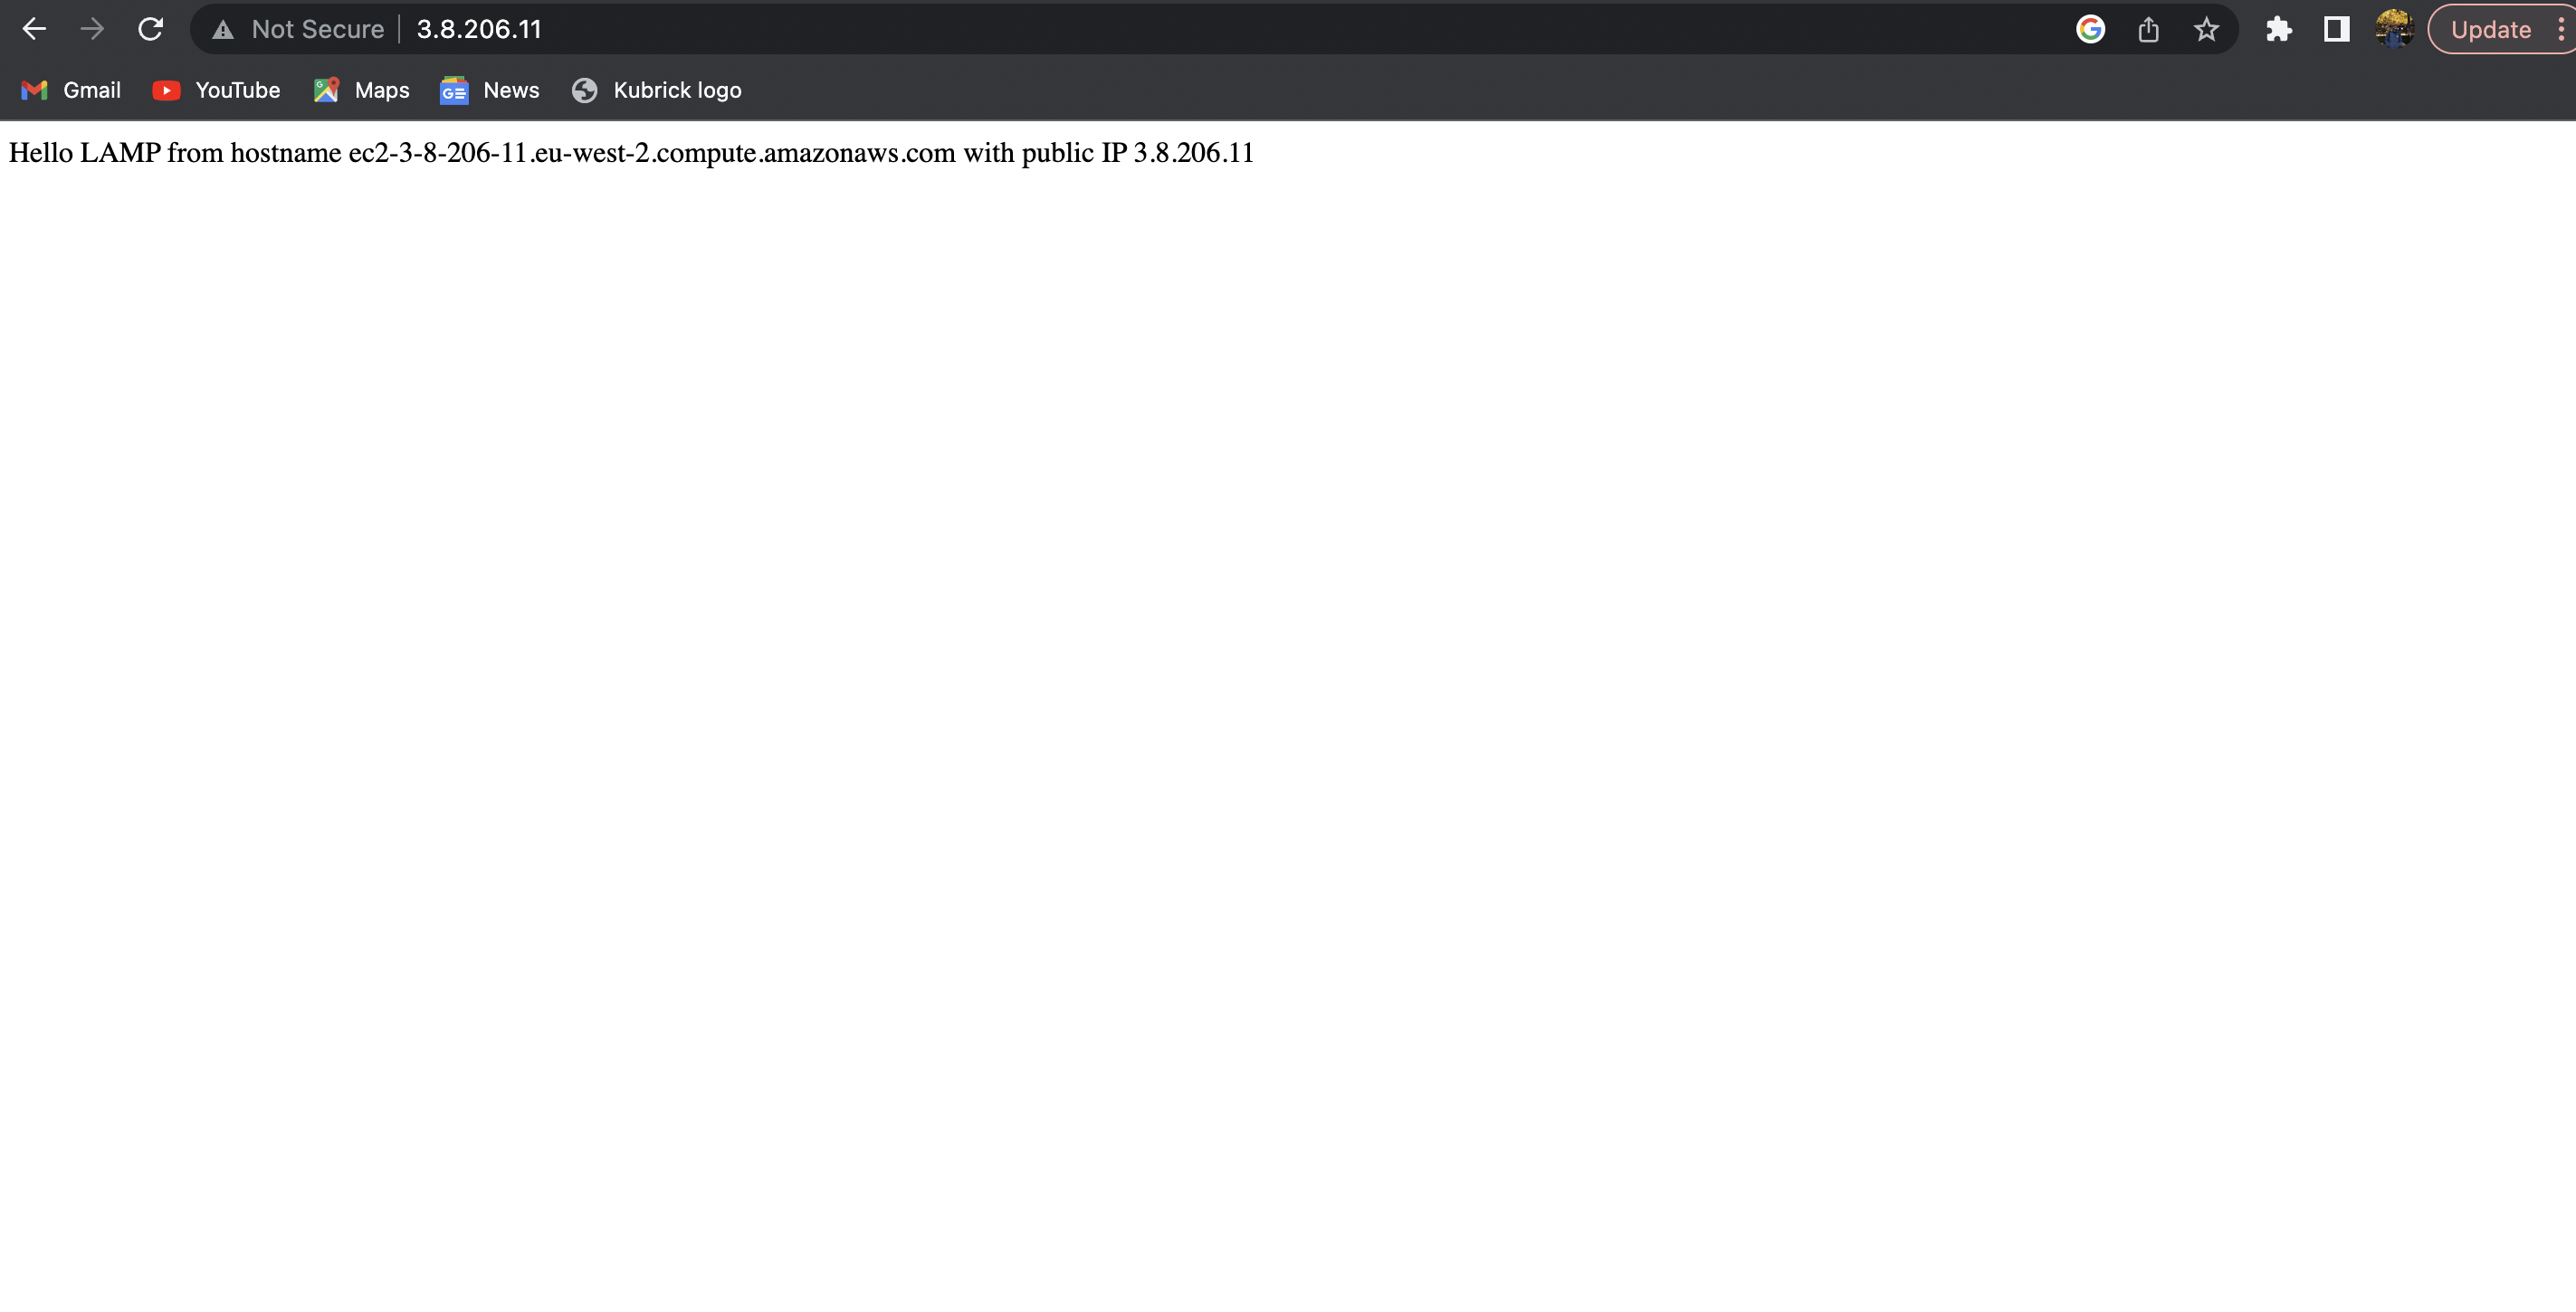 Not Secure 3.8.206.11 Update
Gmail YouTube Maps News Kubrick logo
Hello LAMP from hostname ec2-3-8-206-11.eu-west-2.compute.amazonaws.com with public IP 3.8.206.11